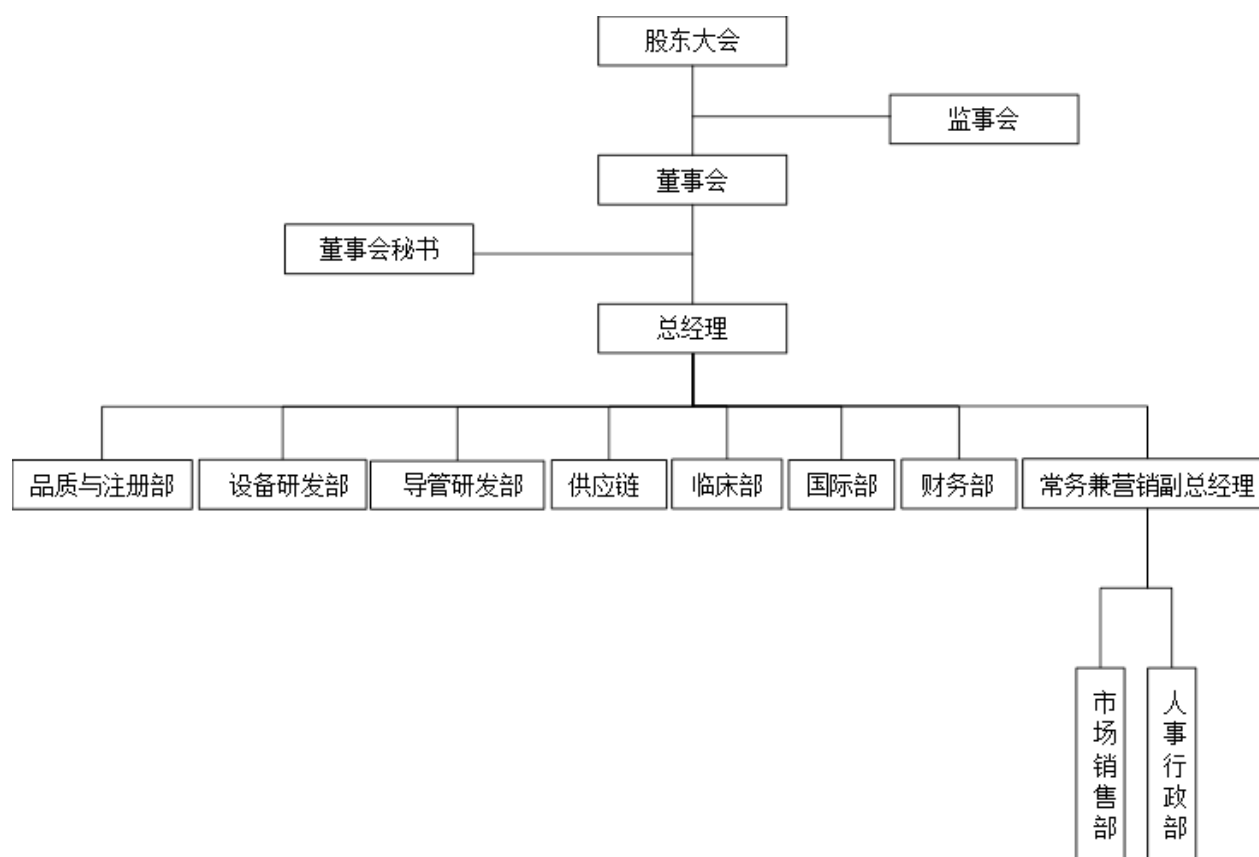 股东大会
监事会
董事会
董事会秘书
总经理
品质与注册部
设备研发部
导管研发部
供应链
临床部
国际部
财务部
常务兼营销副总经理
市场销售部
人事行政部